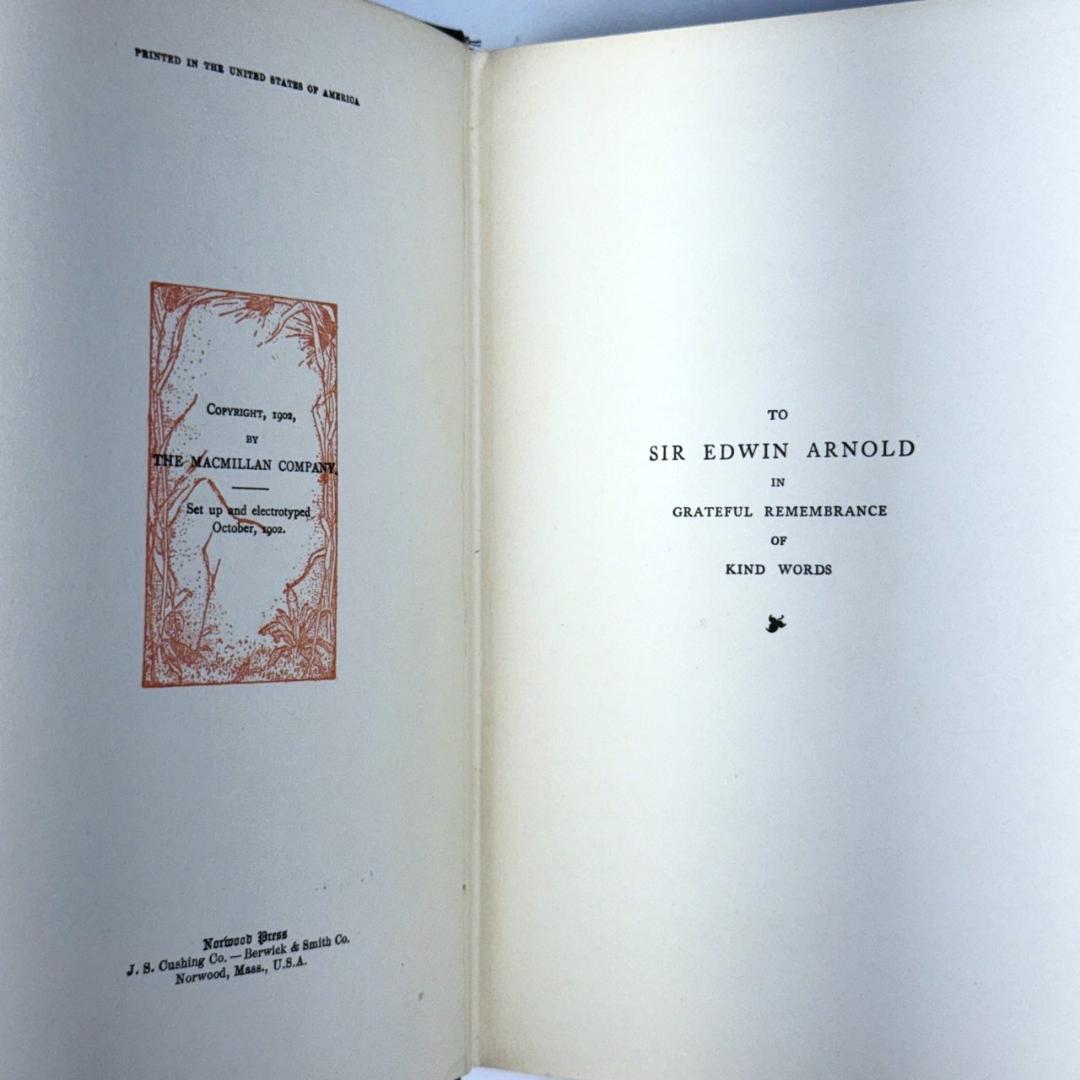 PRINTED IN THE UNITED STATES OF AMERICA
COPYRIGHT, 1902,
BY
THE MACMILLAN COMPANY.
Set up and electrotyped
October, 1902.
Norwood Press
J. S. Cushing Co. — Berwick & Smith Co.
Norwood, Mass., U.S.A.
TO
SIR EDWIN ARNOLD
IN
GRATEFUL REMEMBRANCE
OF
KIND WORDS